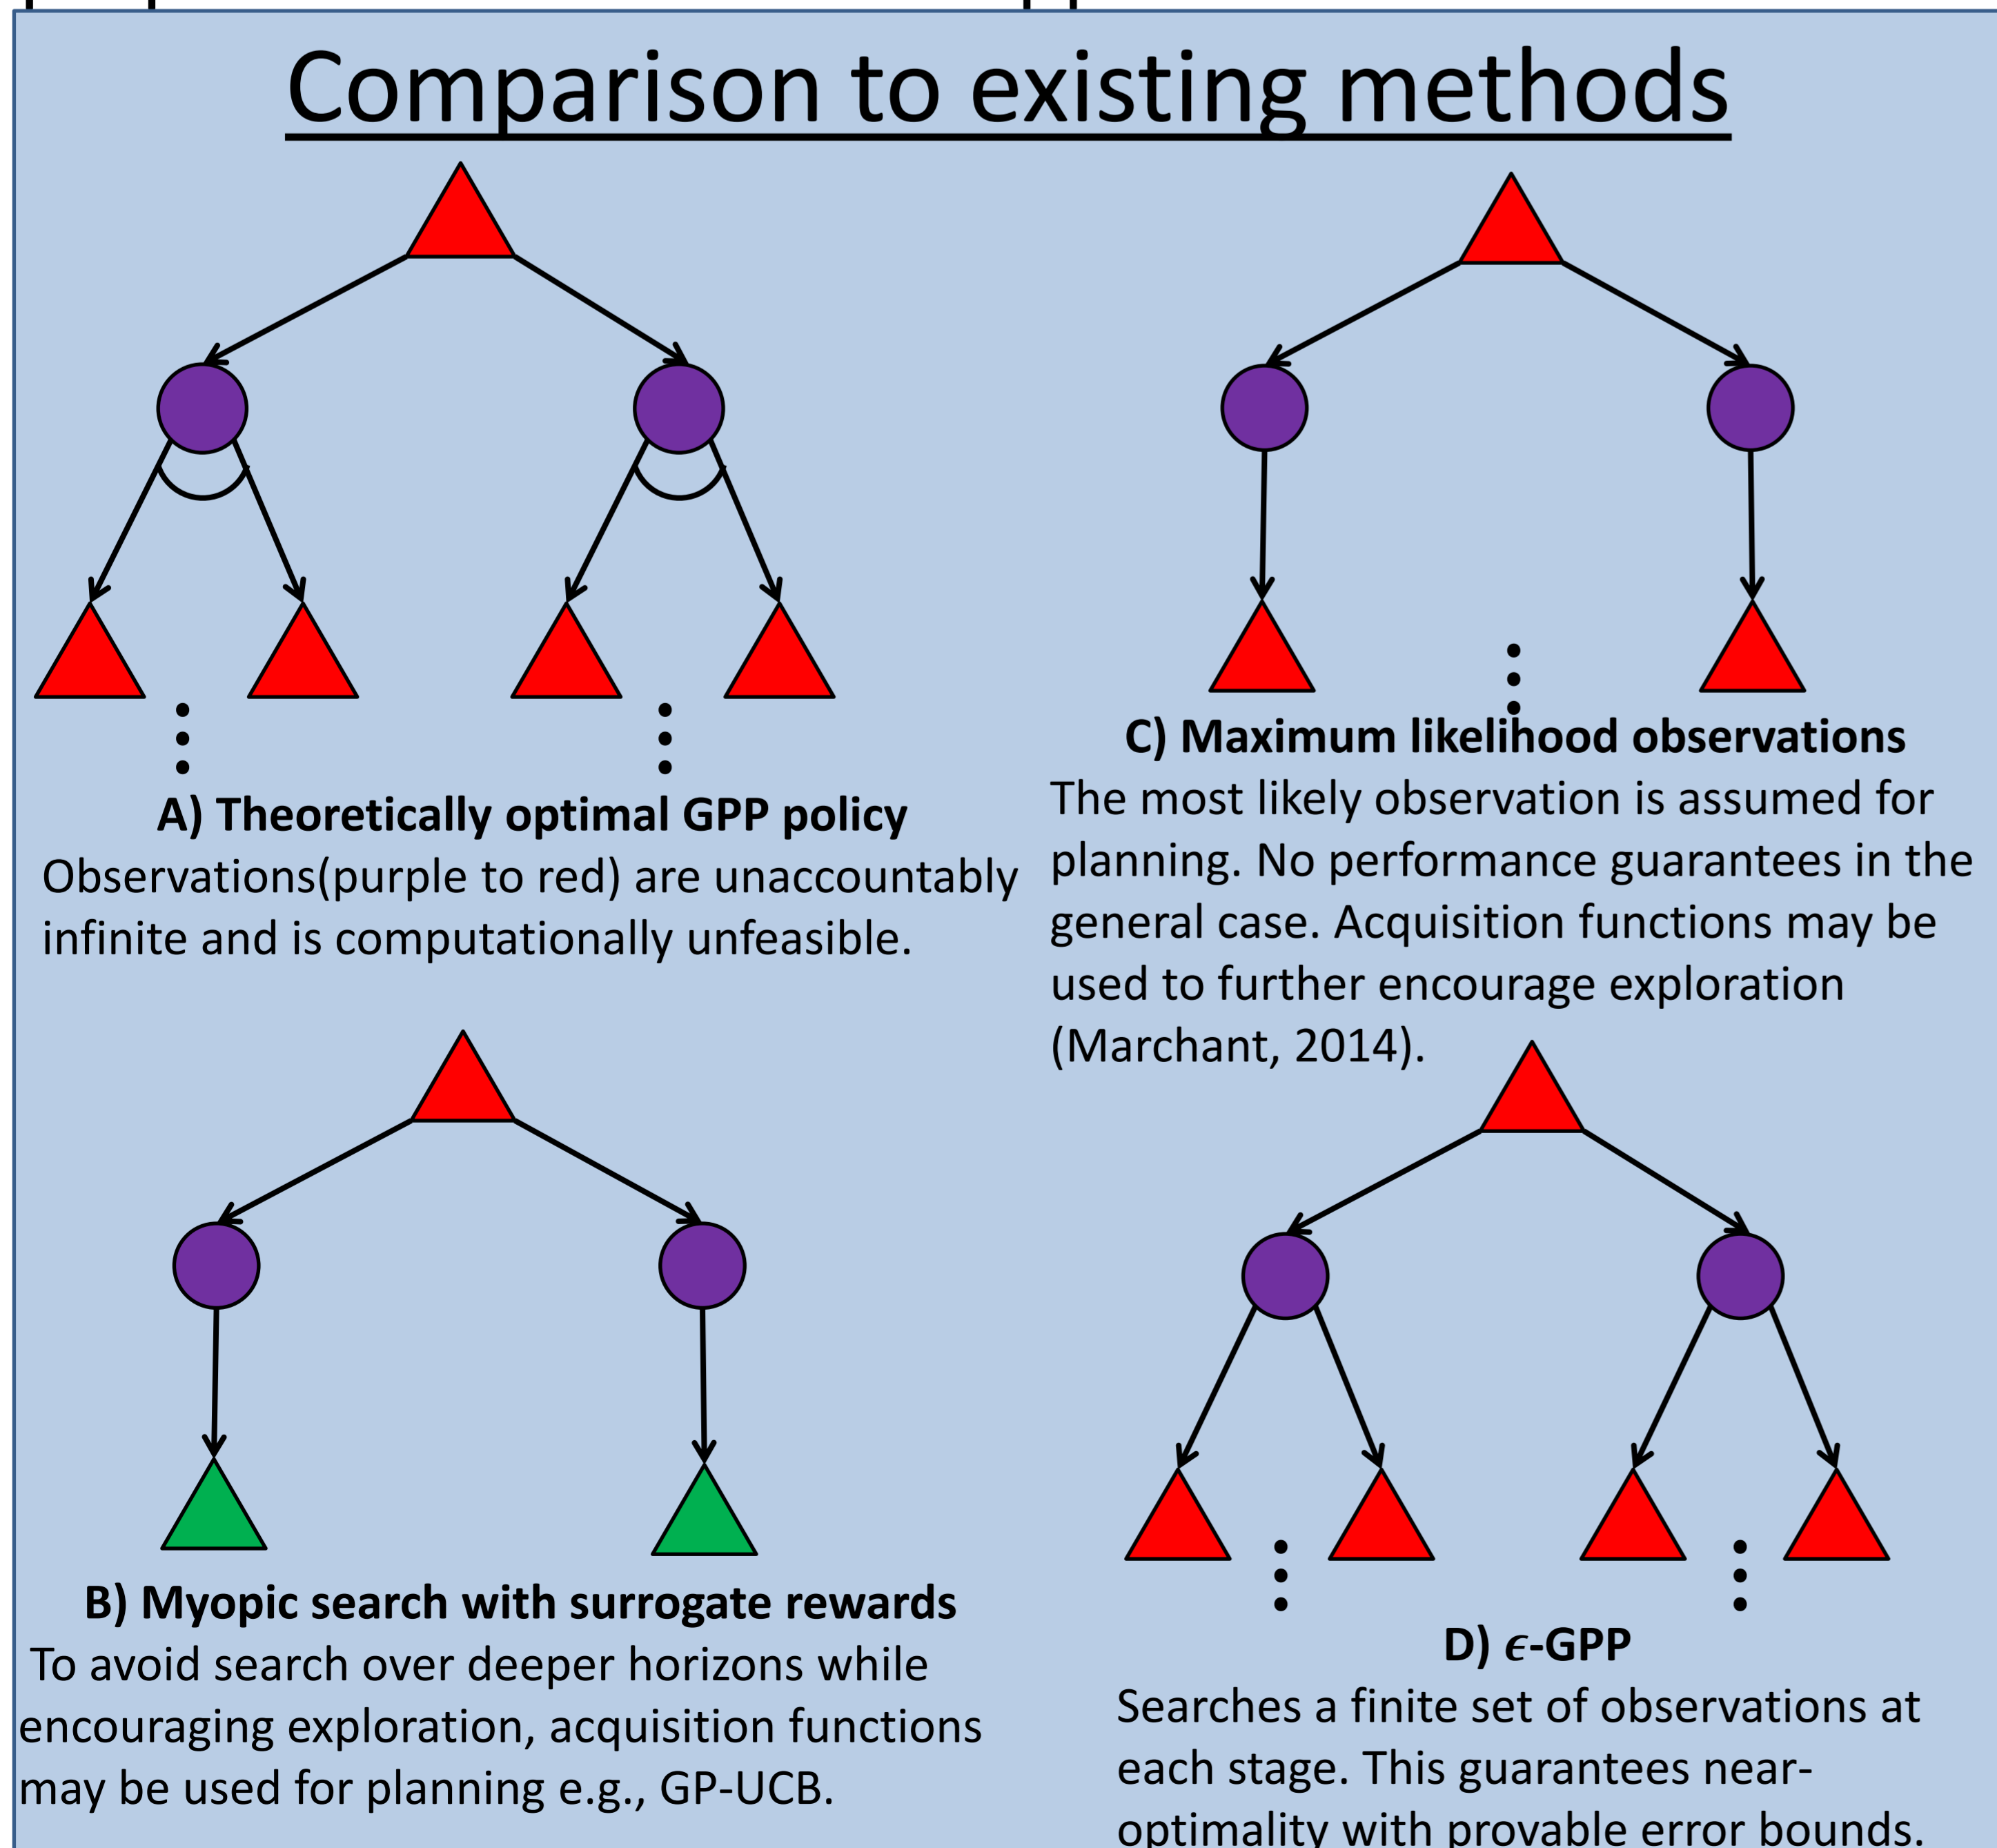 Comparison to existing methods
A) Theoretically optimal GPP policy
Observations(purple to red) are unaccountably
infinite and is computationally unfeasible.
B) Myopic search with surrogate rewards
To avoid search over deeper horizons while
encouraging exploration, acquisition functions
may be used for planning e.g., GP-UCB.
C) Maximum likelihood observations
The most likely observation is assumed for
planning. No performance guarantees in the
general case. Acquisition functions may be
used to further encourage exploration
(Marchant, 2014).
D) ϵ-GPP
Searches a finite set of observations at
each stage. This guarantees near-
optimality with provable error bounds.